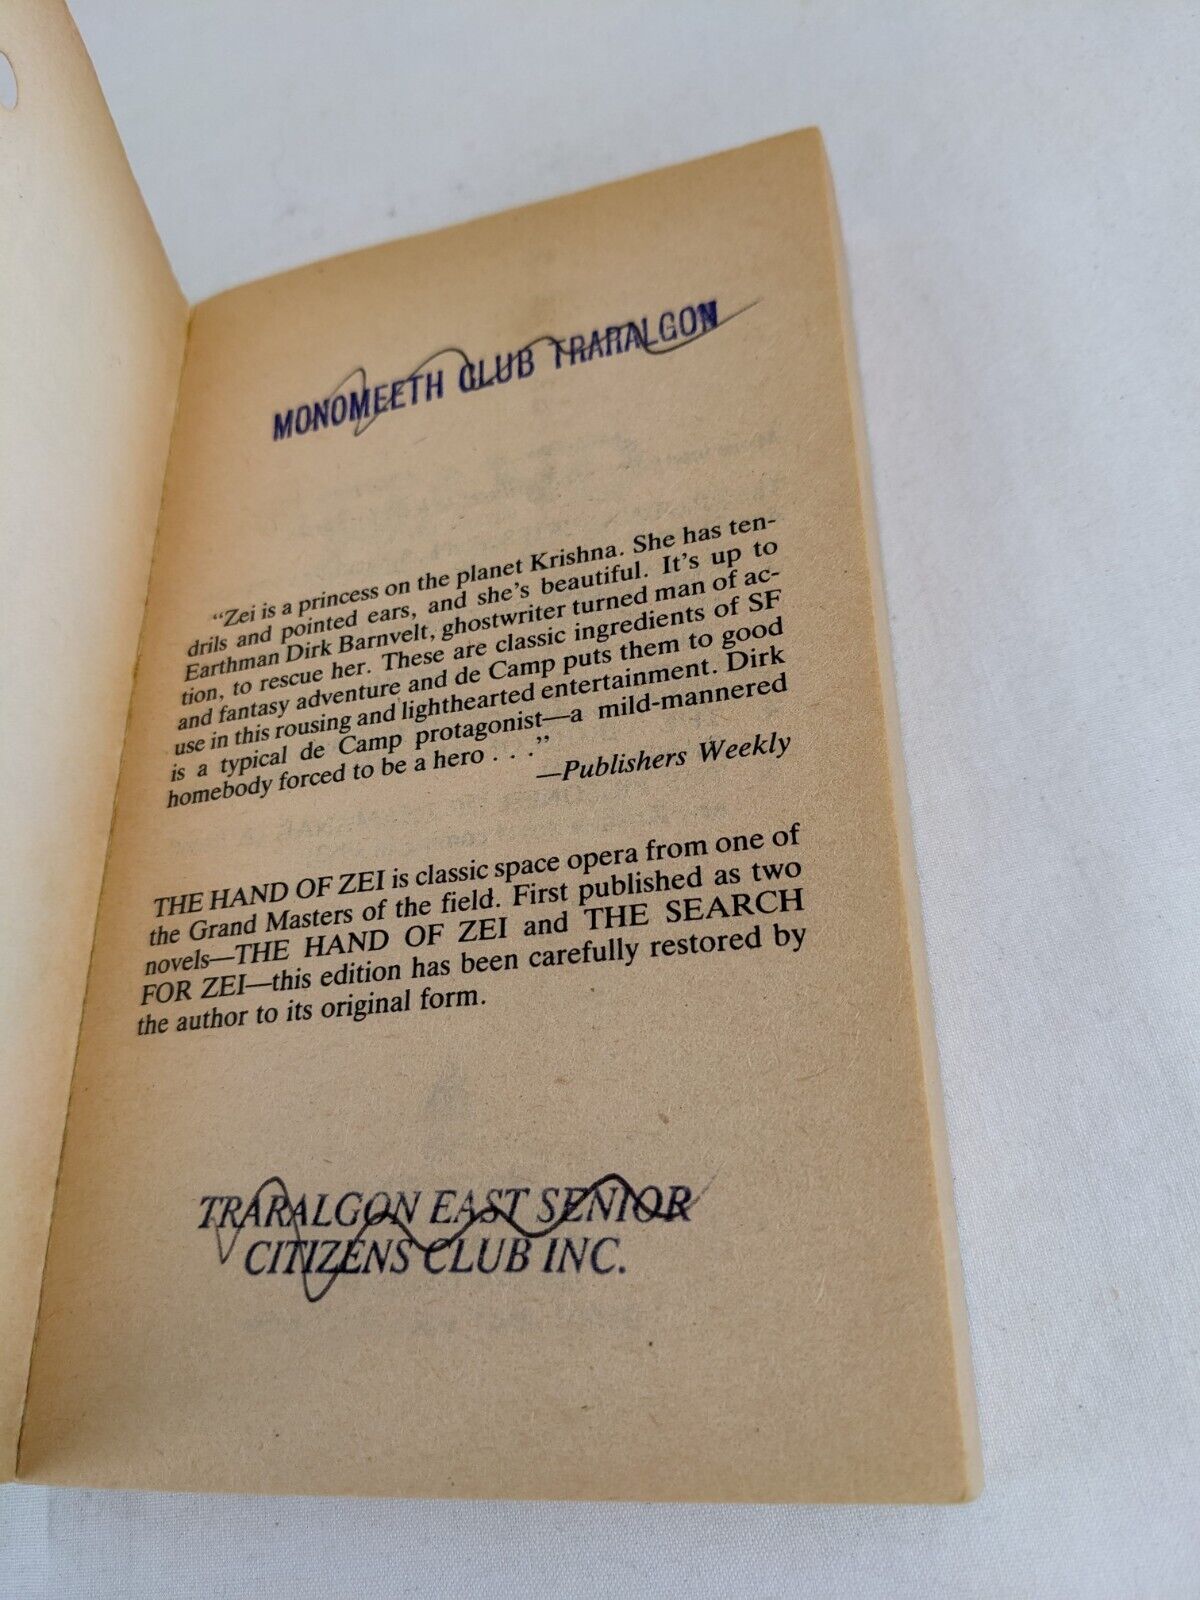 MONOMEETH CLUB TRARALGON
"Zei is a princess on the planet Krishna. She has ten-
drils and pointed ears, and she's beautiful. It's up to
Earthman Dirk Barnvelt, ghostwriter turned man of ac-
tion, to rescue her. These are classic ingredients of SF
and fantasy adventure and de Camp puts them to good
use in this rousing and lighthearted entertainment. Dirk
is a typical de Camp protagonist—a mild-mannered
homebody forced to be a hero . . ."
—Publishers Weekly
THE HAND OF ZEI is classic space opera from one of
the Grand Masters of the field. First published as two
novels—THE HAND OF ZEI and THE SEARCH
FOR ZEI—this edition has been carefully restored by
the author to its original form.
TRARALGON EAST SENIOR
CITIZENS CLUB INC.